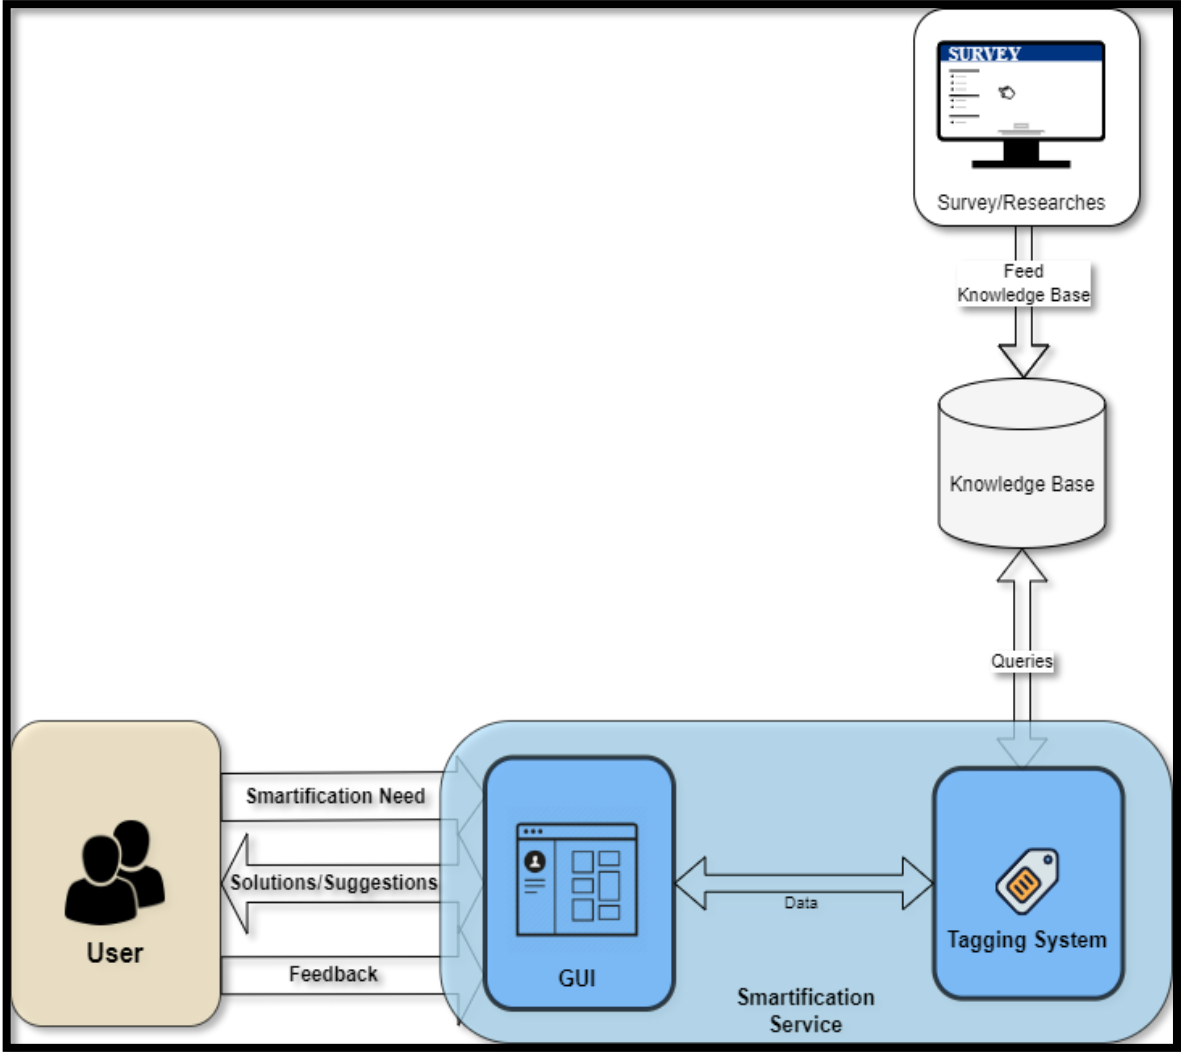 SURVEY
Survey/Researches
Feed
Knowledge Base
Knowledge Base
Queries
Smartification Need
Solutions/Suggestions
Feedback
User
GUI
Data
Tagging System
Smartification
Service